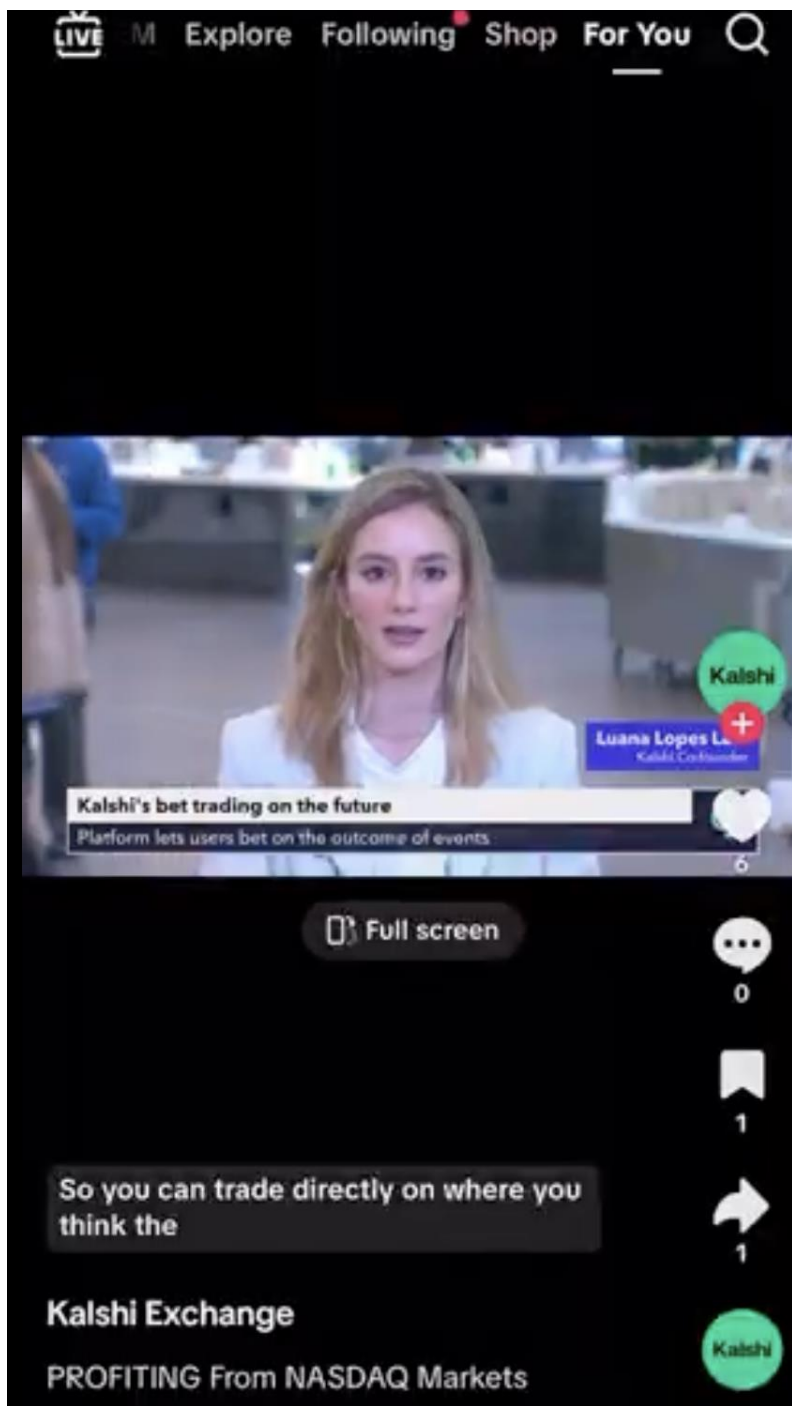 LIVE
M Explore Following Shop For You
Kalshi
Luana Lopes L
Kalshi Cofounder
Kalshi's bet trading on the future
Platform lets users bet on the outcome of events
6
Full screen
0
1
So you can trade directly on where you
think the
1
Kalshi Exchange
Kalshi
PROFITING From NASDAQ Markets